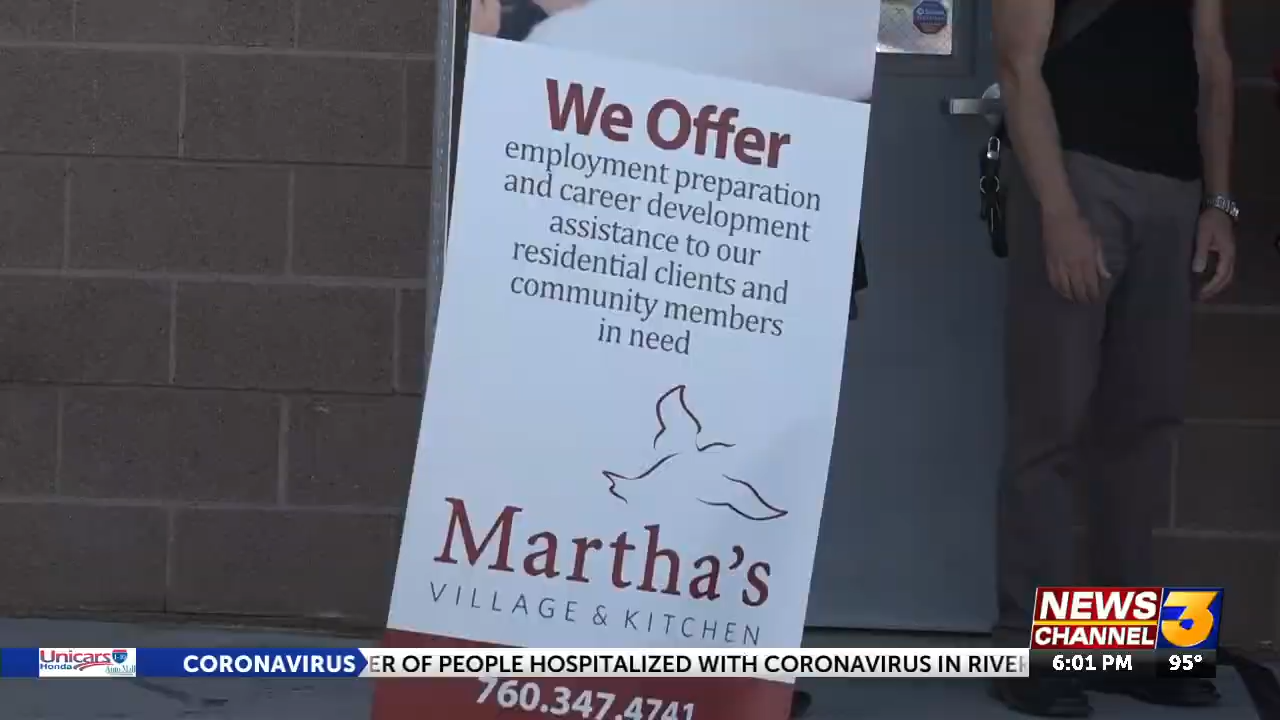 We Offer
employment preparation
and career development
assistance to our
residential clients and
community members
in need
Martha's
VILLAGE & KITCHEN
760.347.4741
Unicars
Honda
CORONAVIRUS
ER OF PEOPLE HOSPITALIZED WITH CORONAVIRUS IN RIVER
NEWS
CHANNEL
3
6:01 PM 95°